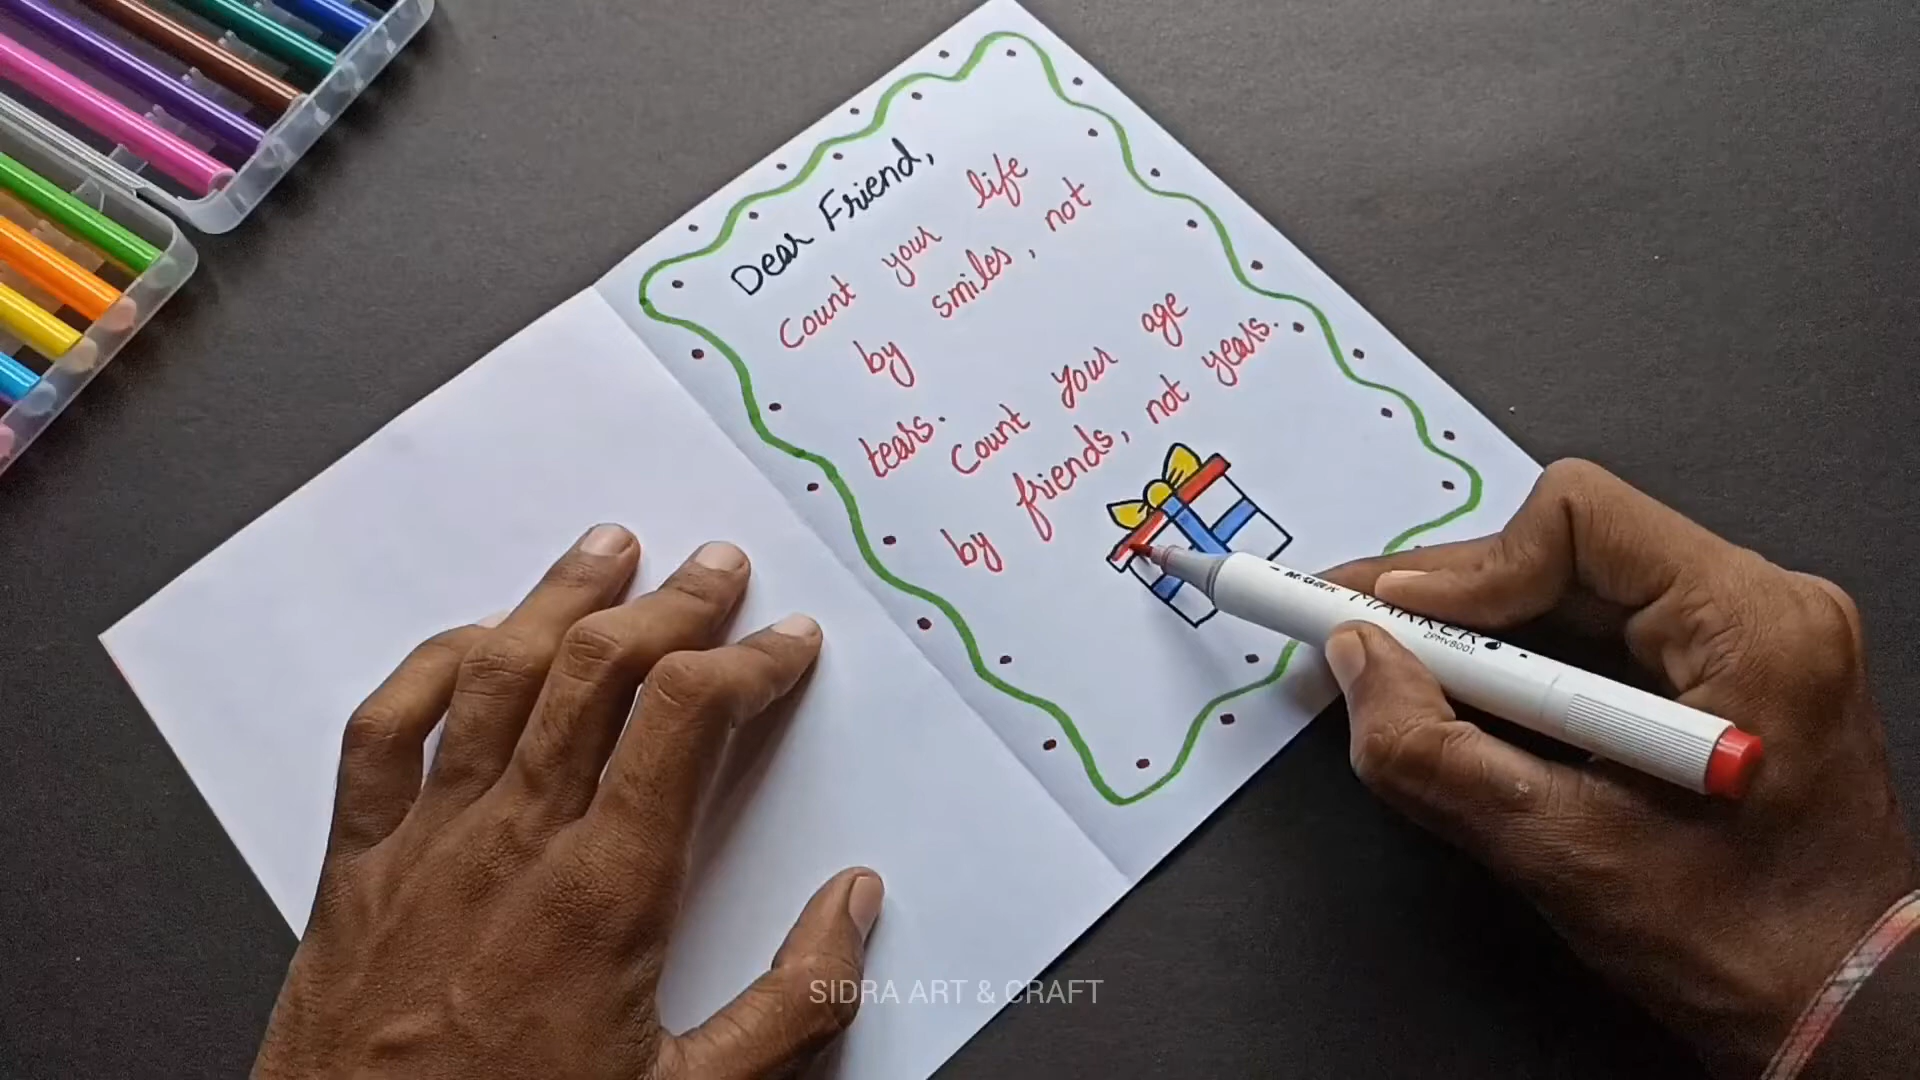 Dear Friend,
Count your life
by smiles, not
tears. Count your age
by friends, not years.
MARKER
ZPMVB001
SIDRA ART & CRAFT